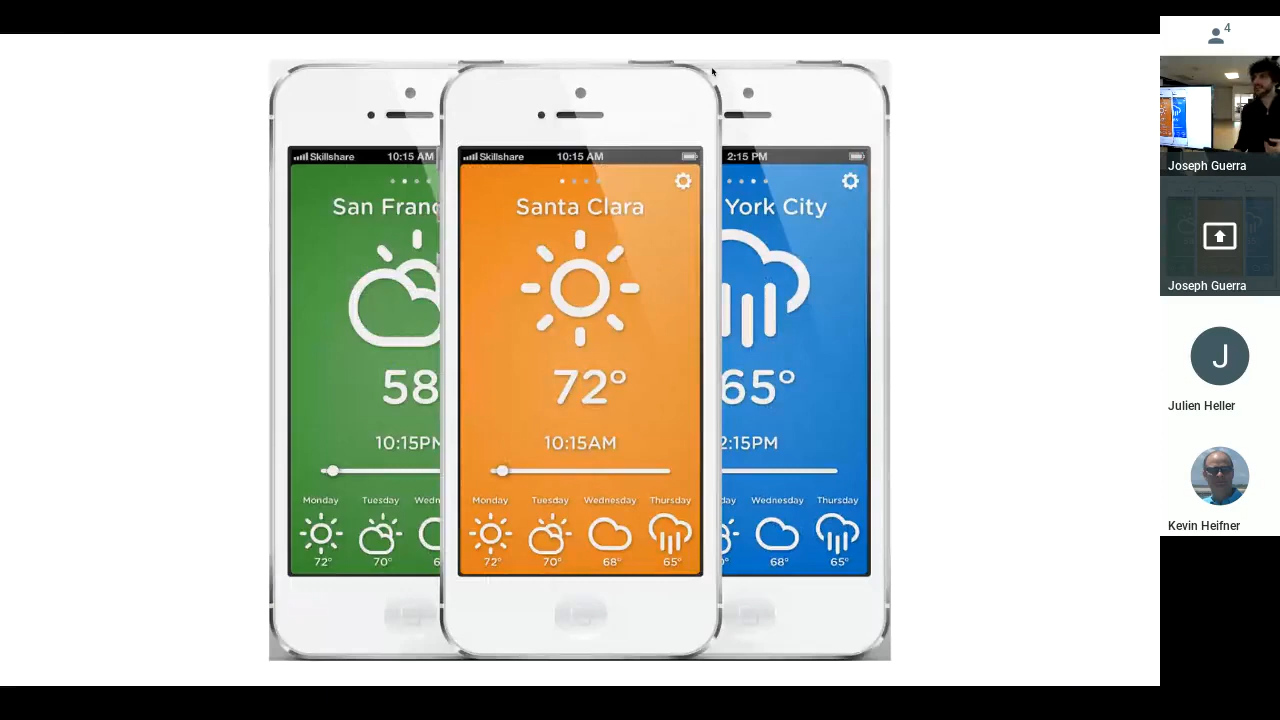 Skillshare 10:15 AM
San Franc
58
10:15PM
Monday Tuesday Wedn
72° 70° 6
Skillshare 10:15 AM
Santa Clara
72°
10:15AM
Monday Tuesday Wednesday Thursday
72° 70° 68° 65°
2:15 PM
York City
65°
2:15PM
day Wednesday Thursday
68° 65°
4
Joseph Guerra
Joseph Guerra
J
Julien Heller
Kevin Heifner